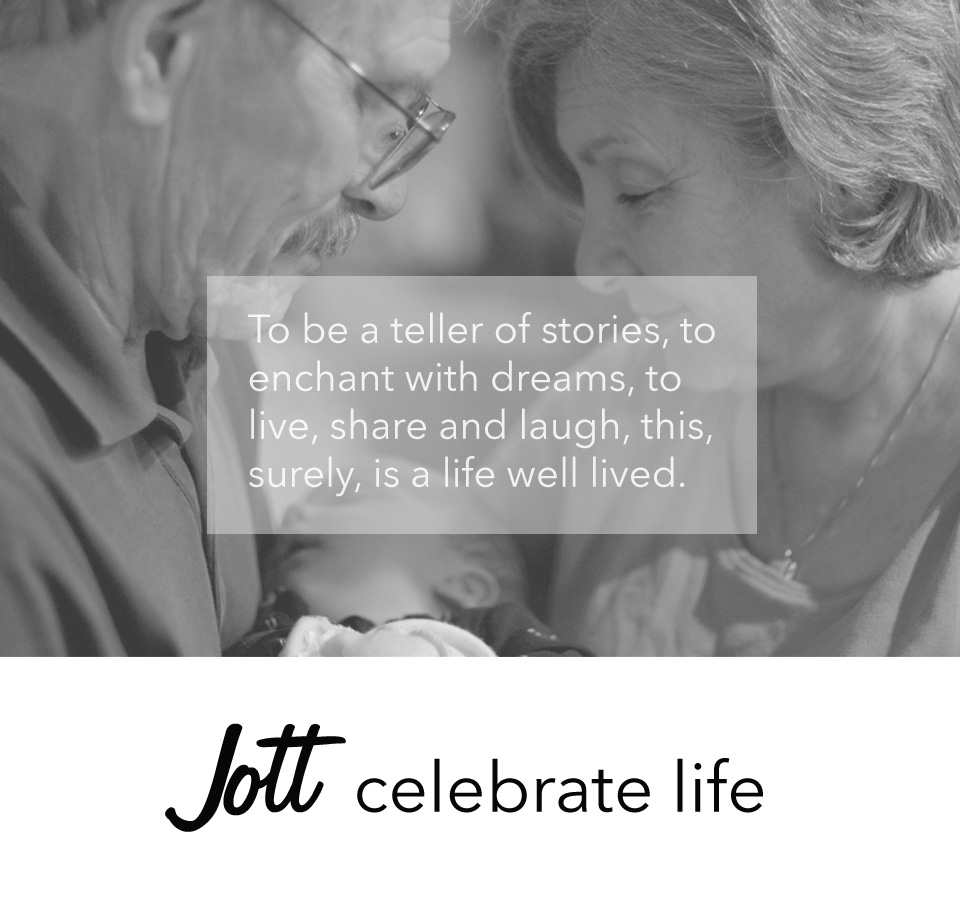 To be a teller of stories, to
enchant with dreams, to
live, share and laugh, this,
surely, is a life well lived.
Jott celebrate life